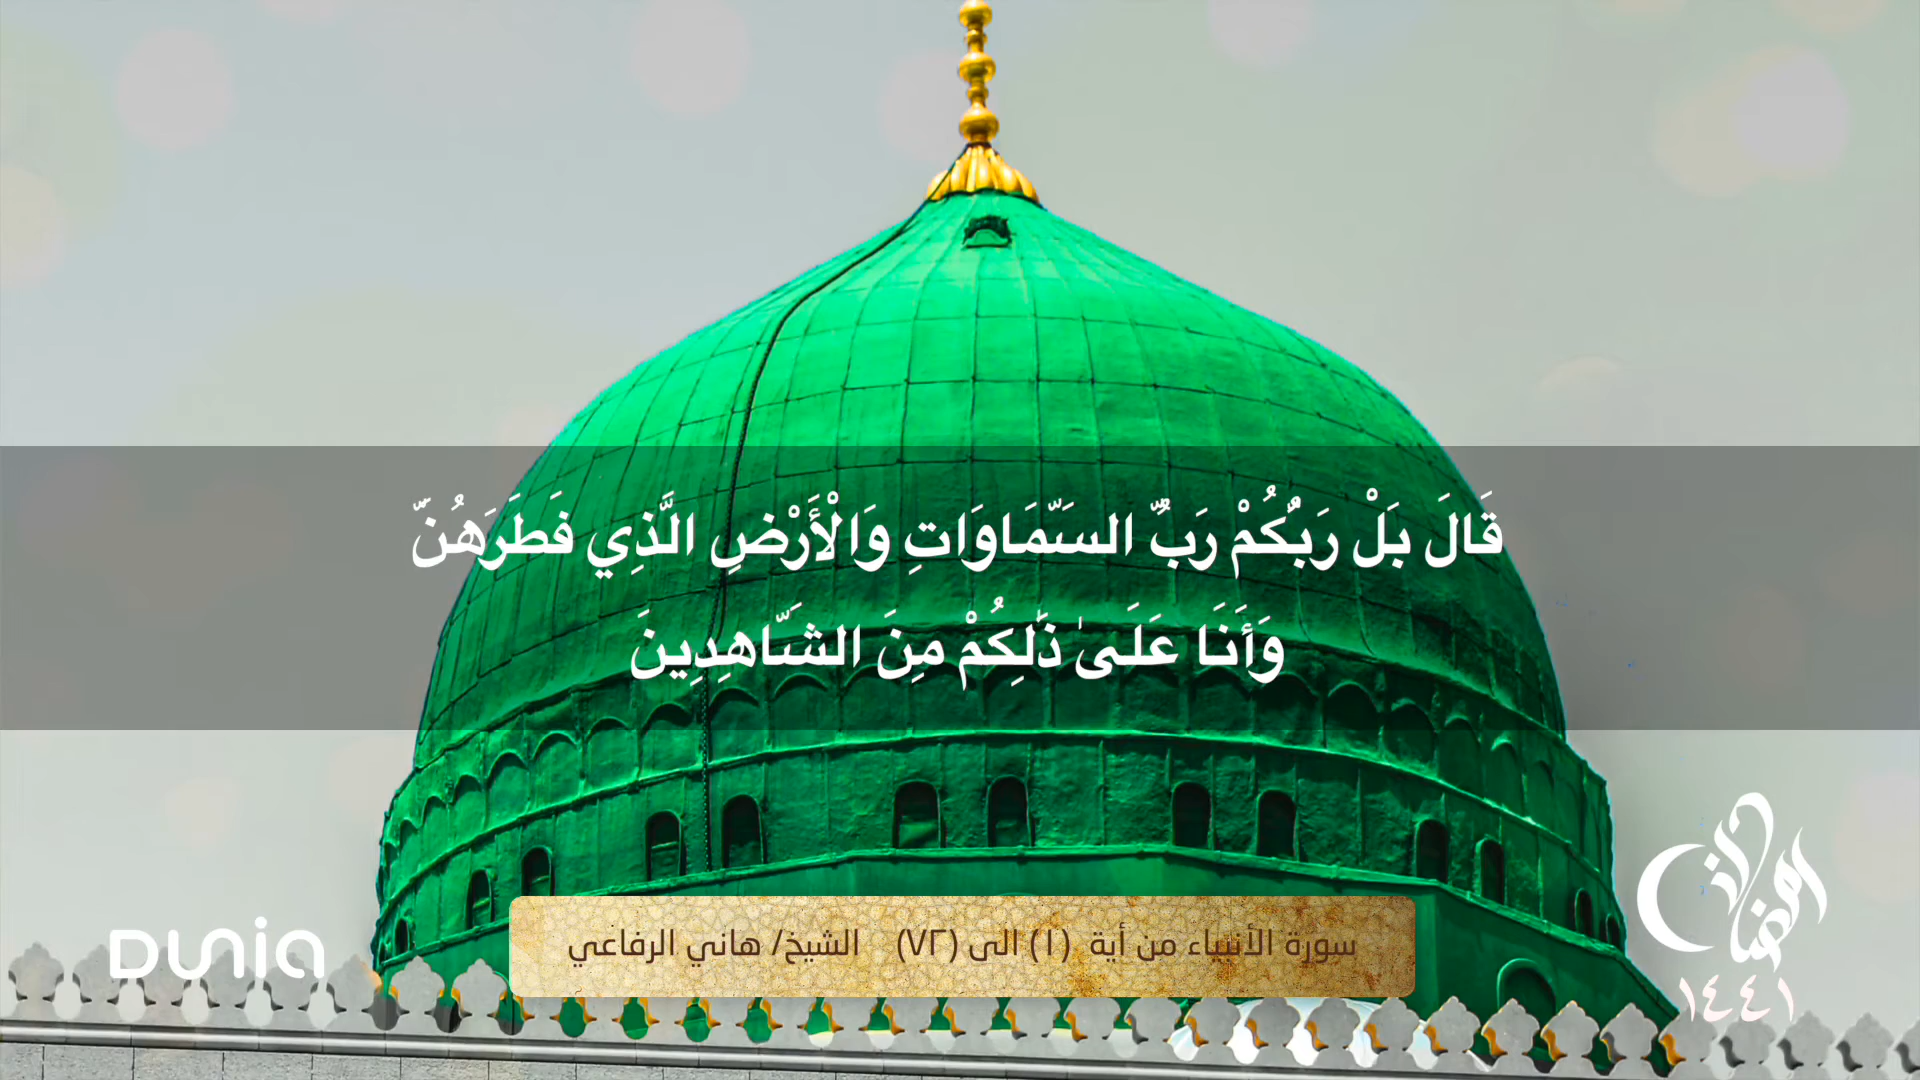 قَالَ بَلْ رَبُّكُمْ رَبُّ السَّمَاوَاتِ وَالْأَرْضِ الَّذِي فَطَرَهُنَّ
وَأَنَا عَلَىٰ ذَٰلِكُمْ مِنَ الشَّاهِدِينَ
سورة الأنبياء من أية (١) الى (٧٢) الشيخ/ هاني الرفاعي
DUNIA
رمضان
١٤٤١